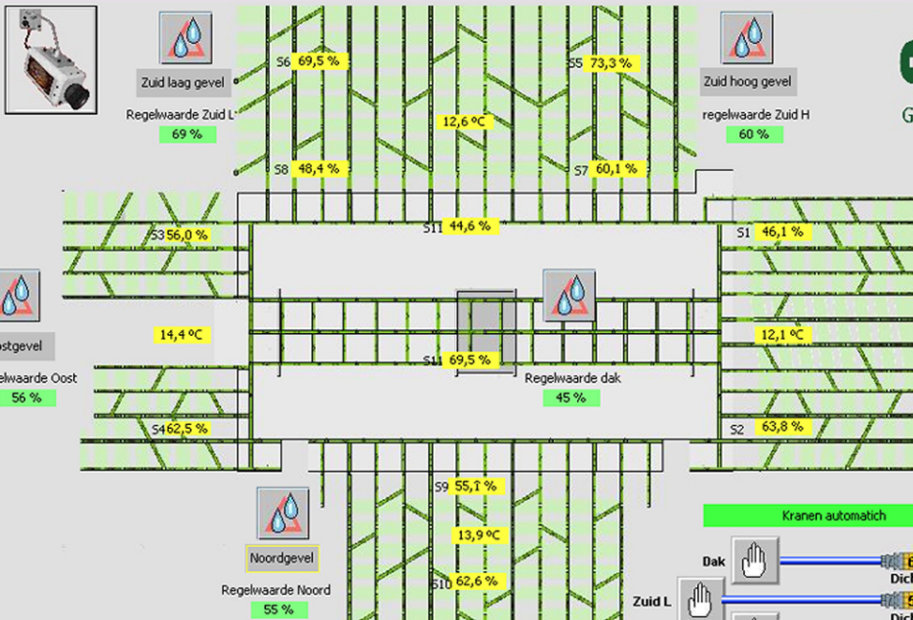 S6 69,5 %
S5 73,3 %
Zuid laag gevel
Zuid hoog gevel
Regelwaarde Zuid L
12,6 ºC
regelwaarde Zuid H
G
69 %
60 %
S8 48,4 %
S7 60,1 %
S11 44,6 %
S3 56,0 %
S1 46,1 %
14,4 ºC
12,1 ºC
stgevel
S11 69,5 %
elwaarde Oost
Regelwaarde dak
56 %
45 %
S4 62,5 %
S2 63,8 %
S9 55,1 %
Kranen automatich
13,9 ºC
Noordgevel
Dak
S10 62,6 %
Dicl
Regelwaarde Noord
Zuid L
55 %
Dicl